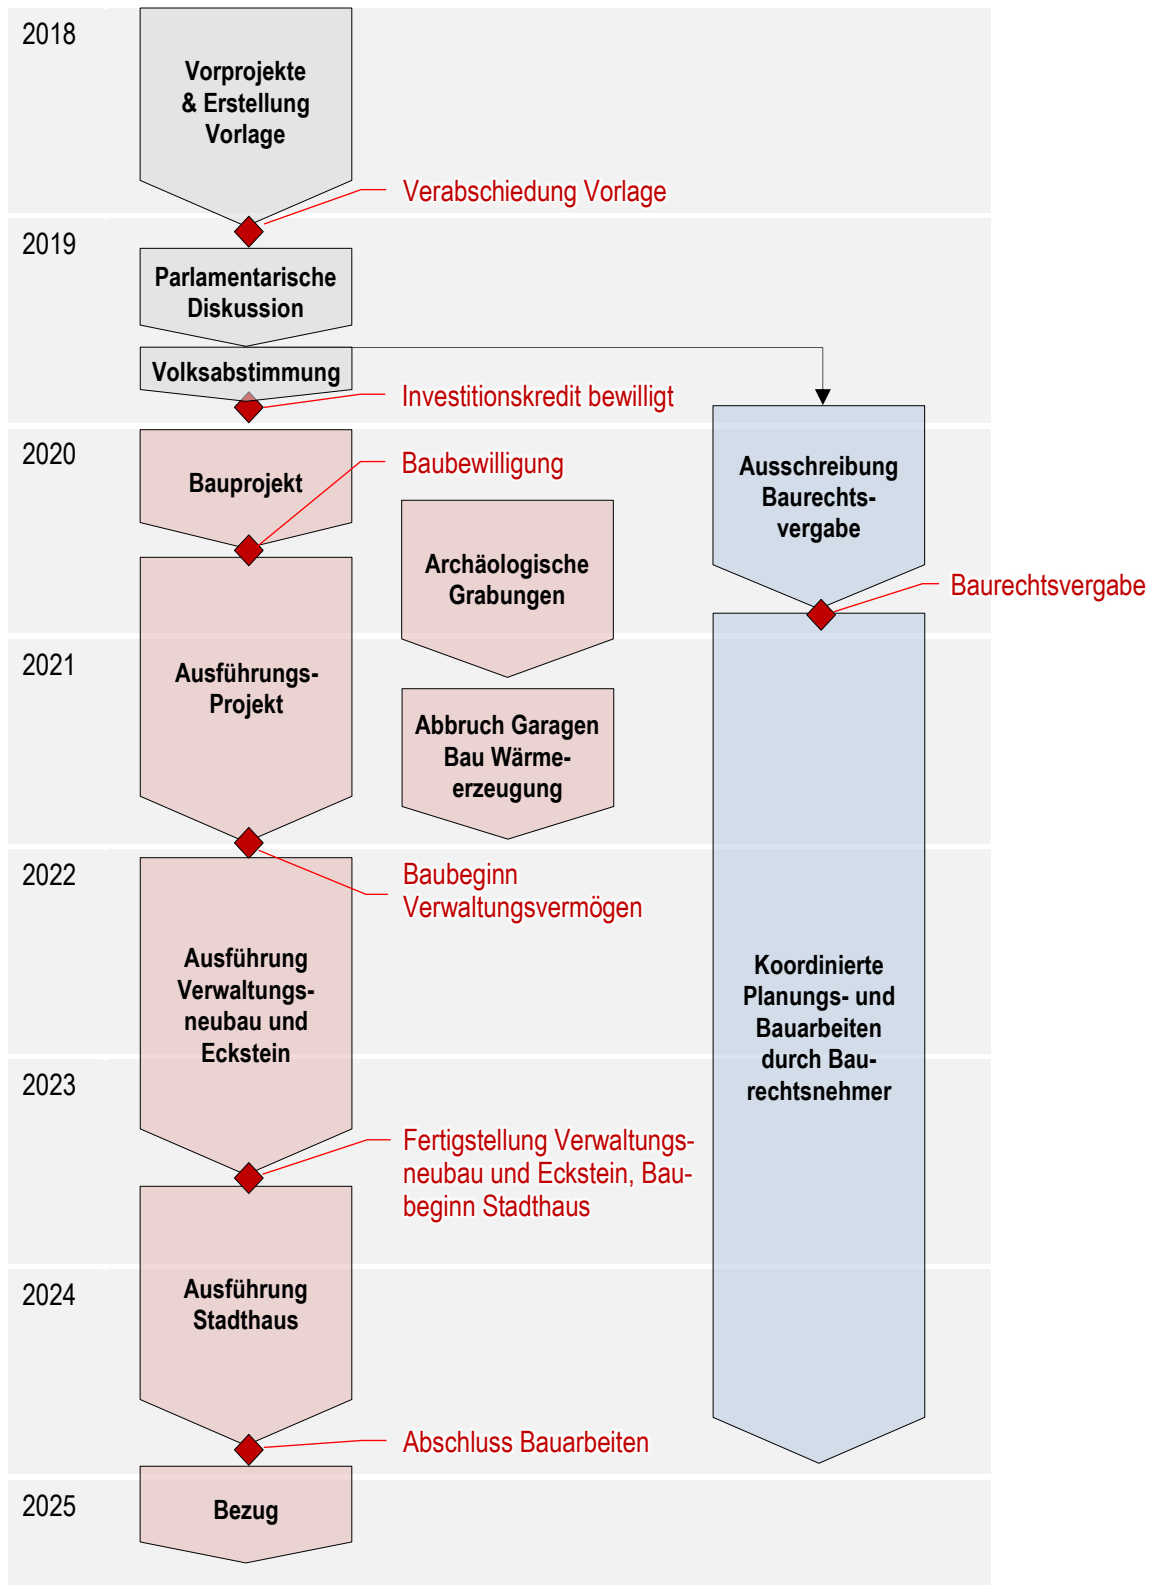 2018
Vorprojekte
& Erstellung
Vorlage
Verabschiedung Vorlage
2019
Parlamentarische
Diskussion
Volksabstimmung
Investitionskredit bewilligt
2020
Bauprojekt
Baubewilligung
Ausschreibung
Baurechts-
vergabe
Archäologische
Grabungen
Baurechtsvergabe
2021
Ausführungs-
Projekt
Abbruch Garagen
Bau Wärme-
erzeugung
2022
Baubeginn
Verwaltungsvermögen
Ausführung
Verwaltungs-
neubau und
Eckstein
Koordinierte
Planungs- und
Bauarbeiten
durch Bau-
rechtsnehmer
2023
Fertigstellung Verwaltungs-
neubau und Eckstein, Bau-
beginn Stadthaus
2024
Ausführung
Stadthaus
Abschluss Bauarbeiten
2025
Bezug